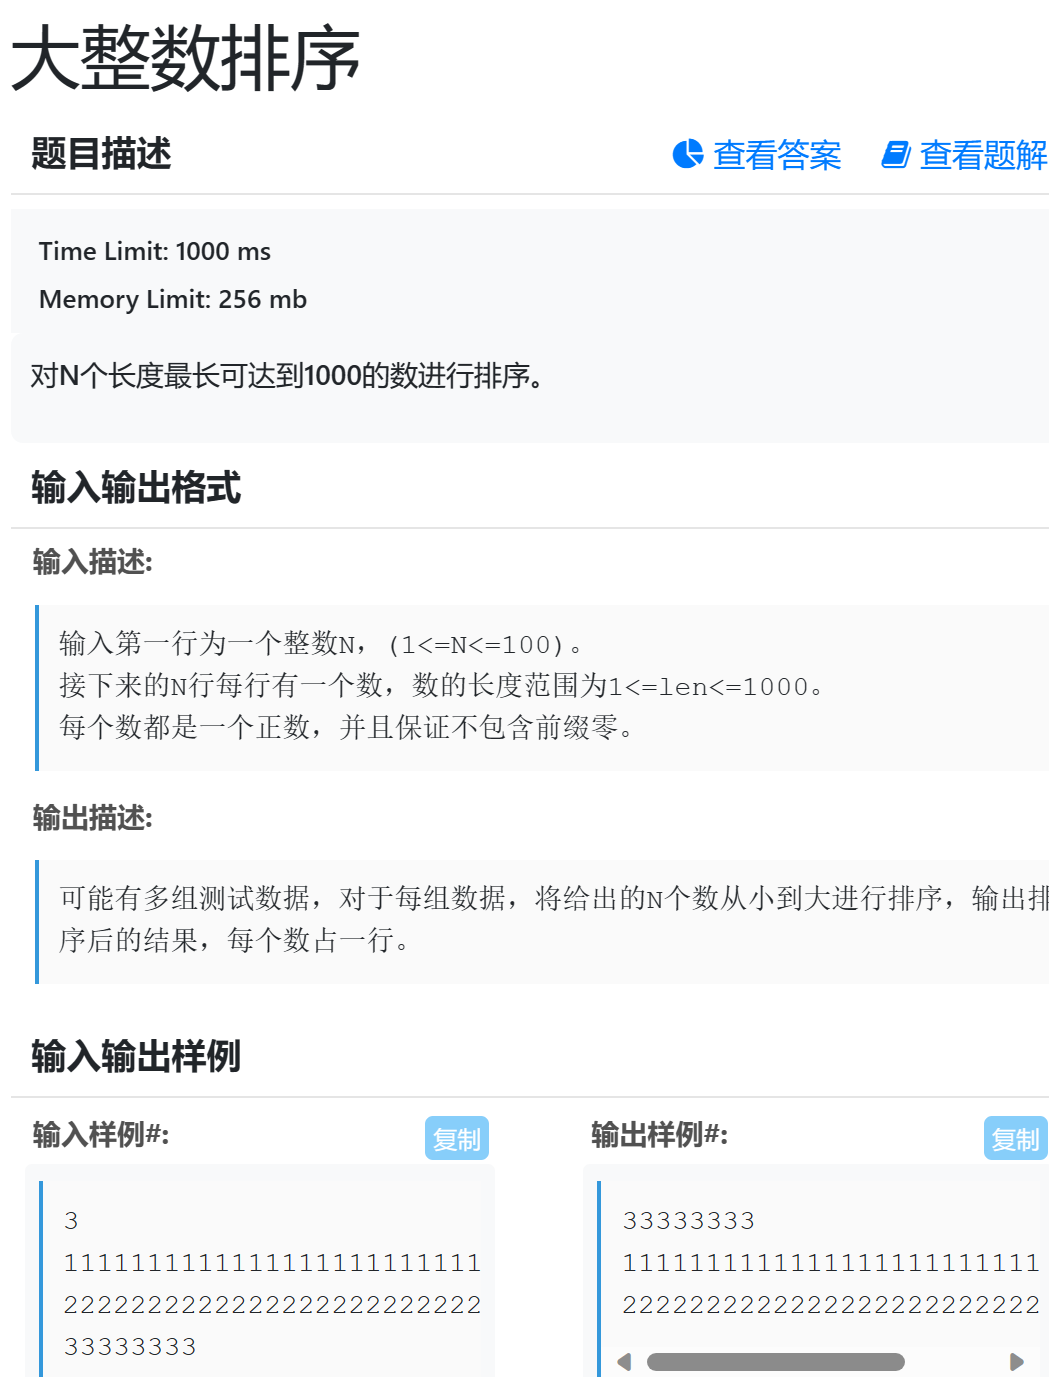 大整数排序
题目描述
查看答案
查看题解
Time Limit: 1000 ms
Memory Limit: 256 mb
对N个长度最长可达到1000的数进行排序。
输入输出格式
输入描述:
输入第一行为一个整数N，(1<=N<=100)。
接下来的N行每行有一个数，数的长度范围为1<=len<=1000。
每个数都是一个正数，并且保证不包含前缀零。
输出描述:
可能有多组测试数据，对于每组数据，将给出的N个数从小到大进行排序，输出排
序后的结果，每个数占一行。
输入输出样例
输入样例#:
复制
3
1111111111111111111111111
2222222222222222222222222
33333333
输出样例#:
复制
33333333
1111111111111111111111111
2222222222222222222222222